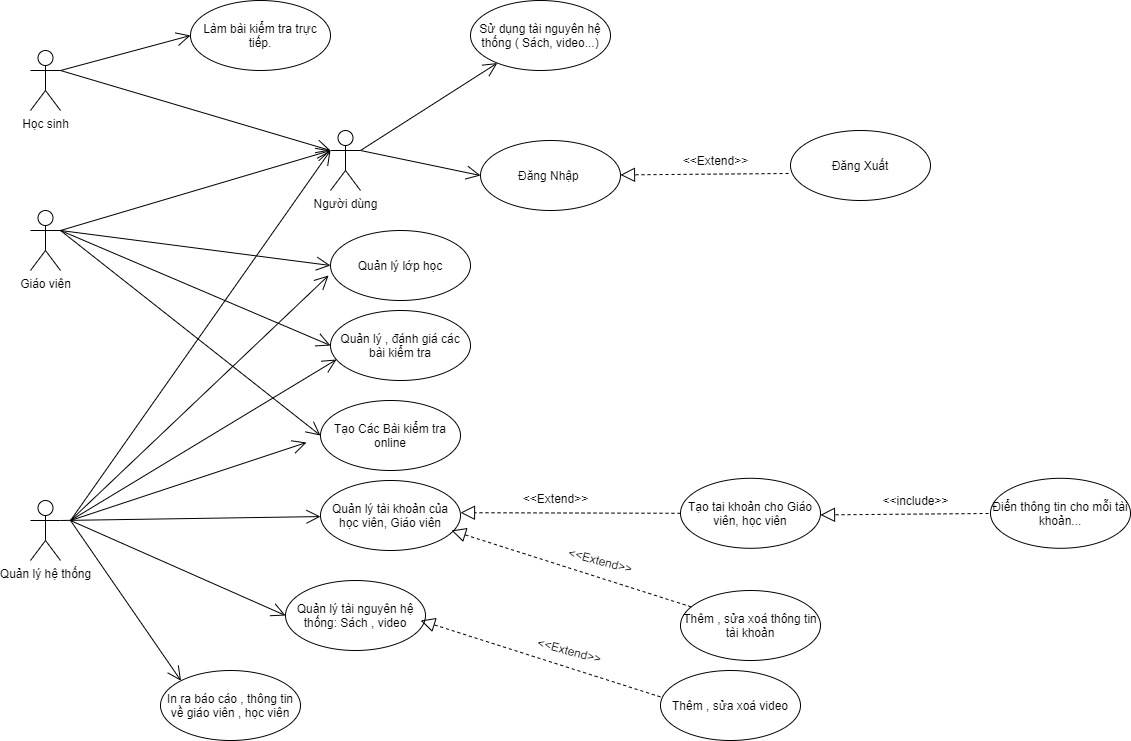 Làm bài kiểm tra trực
tiếp.
Sử dụng tài nguyên hệ
thống ( Sách, video...)
Học sinh
<<Extend>>
Đăng Nhập
Đăng Xuất
Người dùng
Giáo viên
Quản lý lớp học
Quản lý , đánh giá các
bài kiểm tra
Tạo Các Bài kiểm tra
online
Quản lý tài khoản của
học viên, Giáo viên
<<Extend>>
Tạo tai khoản cho Giáo
viên, học viên
<<include>>
Điển thông tin cho mỗi tài
khoản...
Quản lý hệ thống
<<Extend>>
Quản lý tài nguyên hệ
thống: Sách , video
Thêm , sửa xoá thông tin
tài khoản
<<Extend>>
In ra báo cáo , thông tin
về giáo viên , học viên
Thêm , sửa xoá video